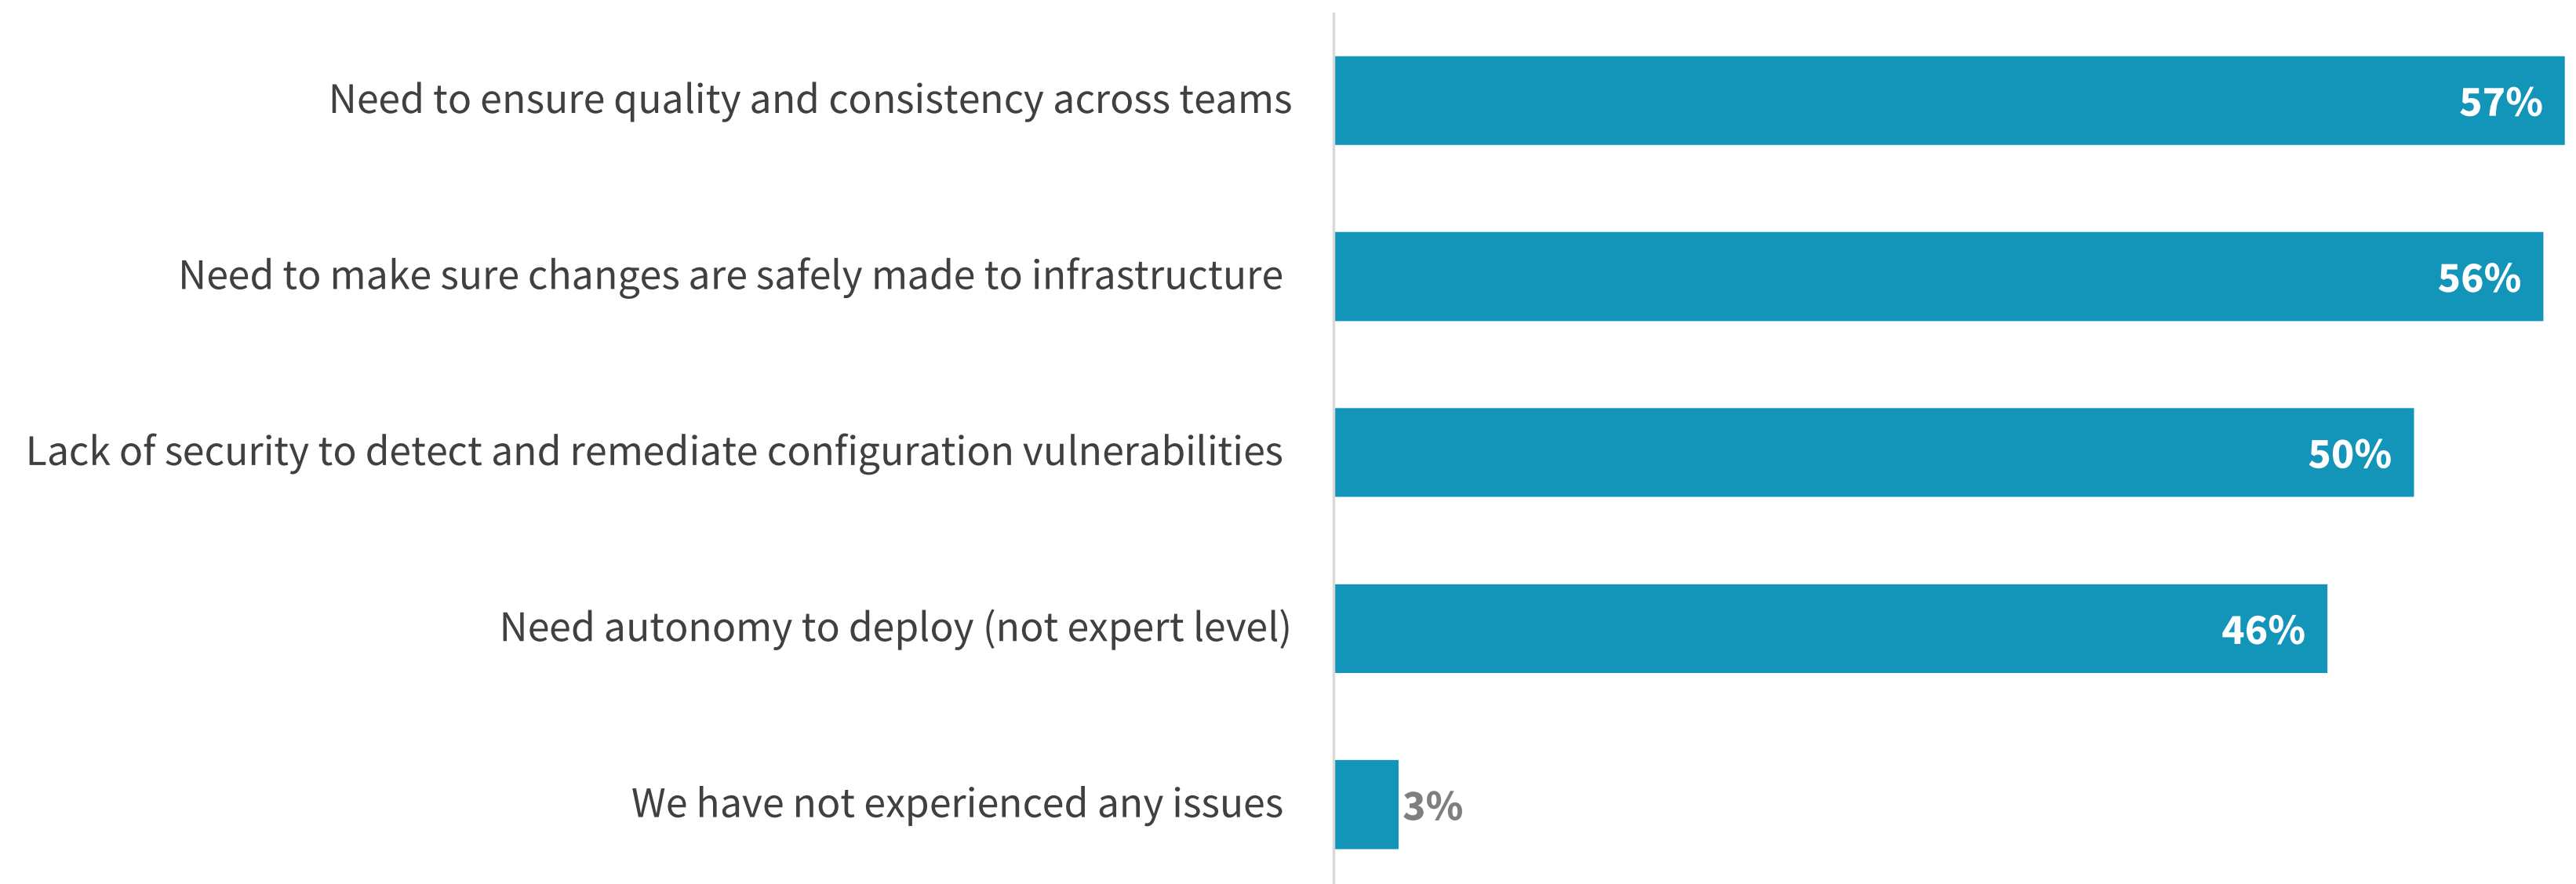 Need to ensure quality and consistency across teams 57%
Need to make sure changes are safely made to infrastructure 56%
Lack of security to detect and remediate configuration vulnerabilities 50%
Need autonomy to deploy (not expert level) 46%
We have not experienced any issues 3%